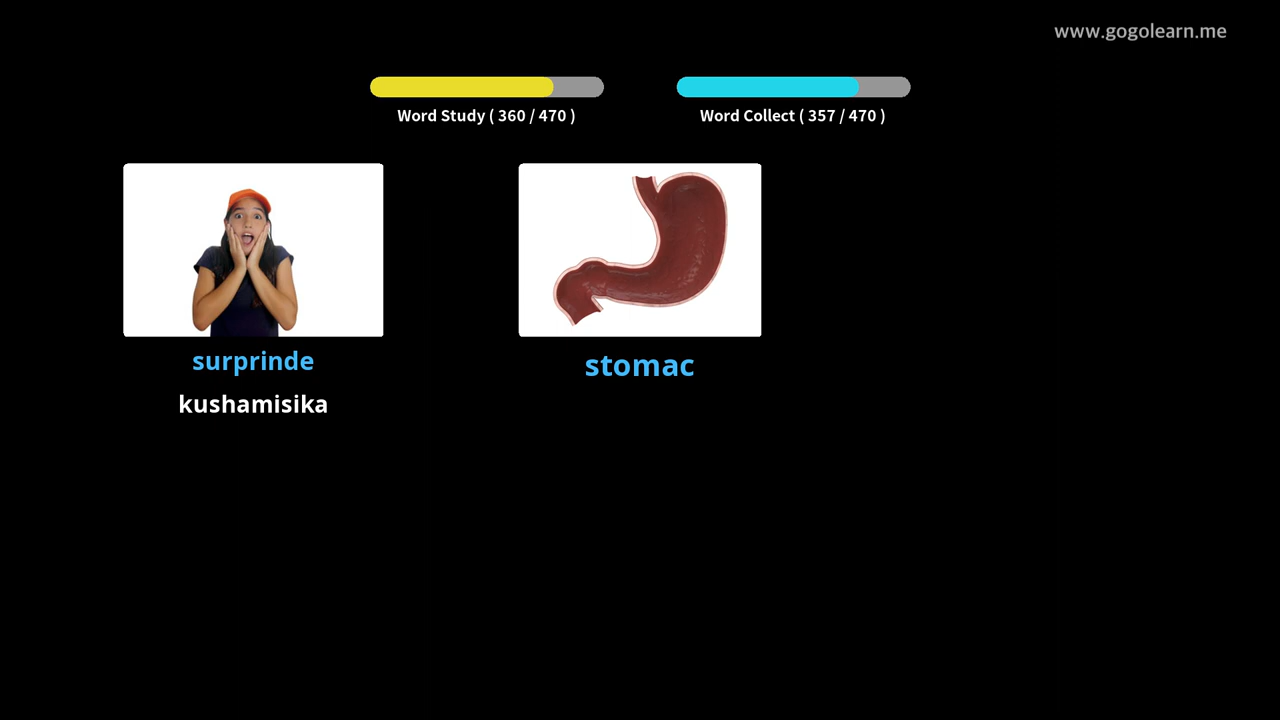 www.gogolearn.me
Word Study ( 360 / 470 )
Word Collect ( 357 / 470 )
surprinde
stomac
kushamisika